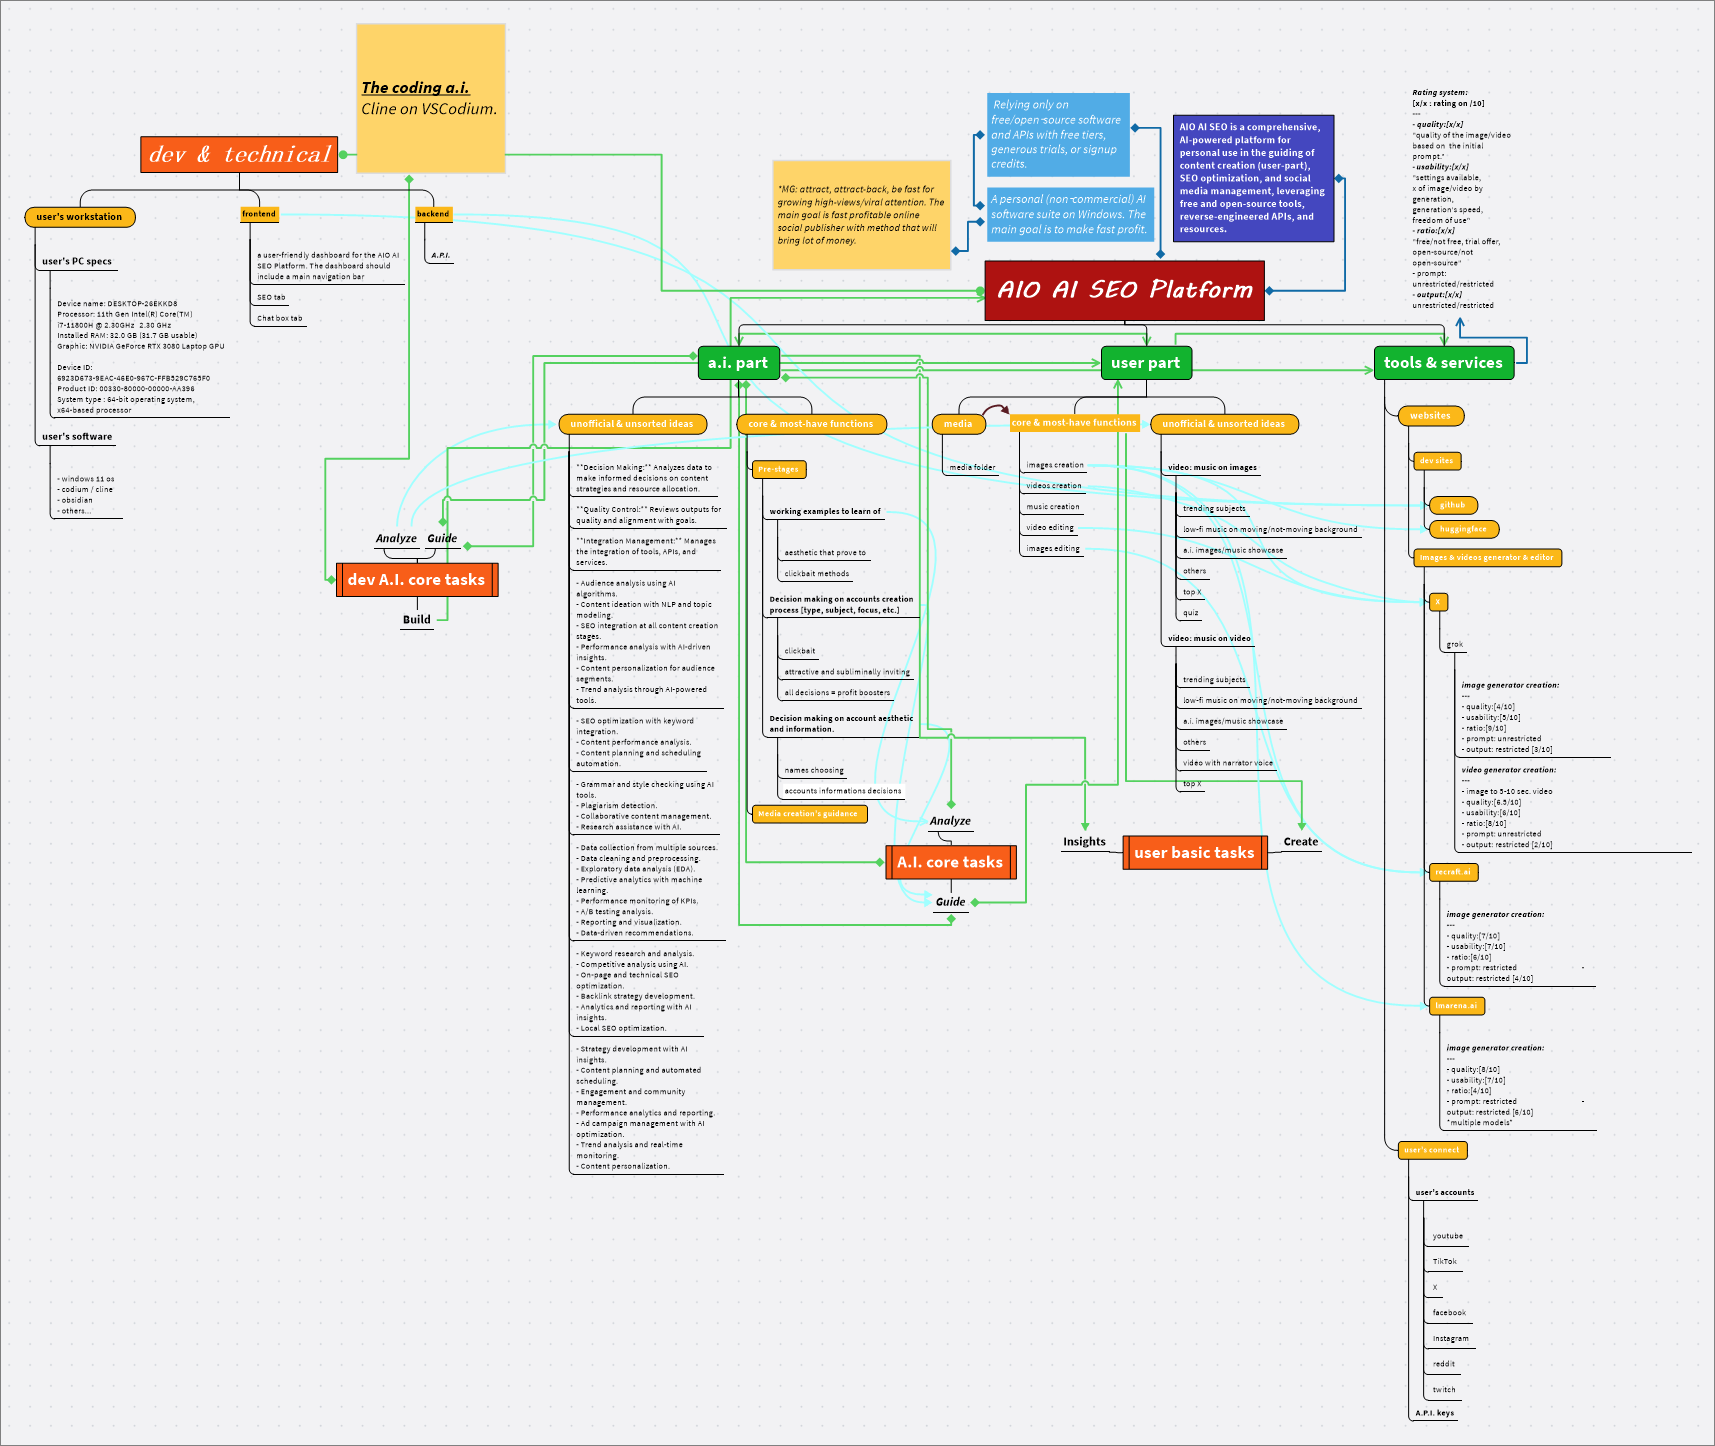 The coding a.i.
Cline on VSCodium.
dev & technical
user's workstation
frontend
backend
user's PC specs
Device name: DESKTOP-26EKKD8
Processor: 11th Gen Intel(R) Core(TM)
i7-11800H @ 2.30GHz 2.30 GHz
Installed RAM: 32.0 GB (31.7 GB usable)
Graphic: NVIDIA GeForce RTX 3080 Laptop GPU
Device ID:
Product ID: 00330-80000-00000-AA396
System type : 64-bit operating system,
x64-based processor
user's software
- windows 11 os
- codium / cline
- obsidian
- others...
a user-friendly dashboard for the AIO AI
SEO Platform. The dashboard should
include a main navigation bar
SEO tab
Chat box tab
A.P.I.
Analyze
Guide
dev A.I. core tasks
Build
*MG: attract, attract-back, be fast for
growing high-views/viral attention. The
main goal is fast profitable online
social publisher with method that will
bring lot of money.
Relying only on
free/open-source software
and APIs with free tiers,
generous trials, or signup
credits.
A personal (non-commercial) AI
software suite on Windows. The
main goal is to make fast profit.
AIO AI SEO is a comprehensive,
AI-powered platform for
personal use in the guiding of
content creation (user-part),
SEO optimization, and social
media management, leveraging
free and open-source tools,
reverse-engineered APIs, and
resources.
AIO AI SEO Platform
Rating system:
[x/x : rating on /10]
---
- quality:[x/x]
"quality of the image/video
based on the initial
prompt."
- usability:[x/x]
"settings available,
x of image/video by
generation,
generation's speed,
freedom of use"
- ratio:[x/x]
"free/not free, trial offer,
open-source/not
open-source"
- prompt:
unrestricted/restricted
- output:[x/x]
unrestricted/restricted
a.i. part
user part
tools & services
unofficial & unsorted ideas
**Decision Making:** Analyzes data to
make informed decisions on content
strategies and resource allocation.
**Quality Control:** Reviews outputs for
quality and alignment with goals.
**Integration Management:** Manages
the integration of tools, APIs, and
services.
- Audience analysis using AI
algorithms.
- Content ideation with NLP and topic
modeling.
- SEO integration at all content creation
stages.
- Performance analysis with AI-driven
insights.
- Content personalization for audience
segments.
- Trend analysis through AI-powered
tools.
- SEO optimization with keyword
integration.
- Content performance analysis.
- Content planning and scheduling
automation.
- Grammar and style checking using AI
tools.
- Plagiarism detection.
- Collaborative content management.
- Research assistance with AI.
- Data collection from multiple sources.
- Data cleaning and preprocessing.
- Exploratory data analysis (EDA).
- Predictive analytics with machine
learning.
- Performance monitoring of KPIs.
- A/B testing analysis.
- Reporting and visualization.
- Data-driven recommendations.
- Keyword research and analysis.
- Competitive analysis using AI.
- On-page and technical SEO
optimization.
- Backlink strategy development.
- Analytics and reporting with AI
insights.
- Local SEO optimization.
- Strategy development with AI
insights.
- Content planning and automated
scheduling.
- Engagement and community
management.
- Performance analytics and reporting.
- Ad campaign management with AI
optimization.
- Trend analysis and real-time
monitoring.
- Content personalization.
core & most-have functions
Pre-stages
working examples to learn of
aesthetic that prove to
clickbait methods
Decision making on accounts creation
process [type, subject, focus, etc.]
clickbait
attractive and subliminally inviting
all decisions = profit boosters
Decision making on account aesthetic
and information.
names choosing
accounts informations decisions
Media creation's guidance
Analyze
A.I. core tasks
Guide
media
media folder
core & most-have functions
images creation
videos creation
music creation
video editing
images editing
unofficial & unsorted ideas
video: music on images
trending subjects
low-fi music on moving/not-moving background
a.i. images/music showcase
others
top X
quiz
video: music on video
trending subjects
low-fi music on moving/not-moving background
a.i. images/music showcase
others
video with narrator voice
top X
Insights
user basic tasks
Create
websites
dev sites
github
huggingface
images & videos generator & editor
X
grok
image generator creation:
---
- quality:[4/10]
- usability:[5/10]
- ratio:[9/10]
- prompt: unrestricted
- output: restricted [3/10]
video generator creation:
---
- image to 5-10 sec. video
- quality:[6.5/10]
- usability:[6/10]
- ratio:[8/10]
- prompt: unrestricted
- output: restricted [2/10]
recraft.ai
image generator creation:
---
- quality:[7/10]
- usability:[7/10]
- ratio:[6/10]
- prompt: restricted -
output: restricted [4/10]
lmarena.ai
image generator creation:
---
- quality:[8/10]
- usability:[7/10]
- ratio:[4/10]
- prompt: restricted -
output: restricted [6/10]
"multiple models"
user's connect
user's accounts
youtube
TikTok
X
facebook
Instagram
reddit
twitch
A.P.I. keys